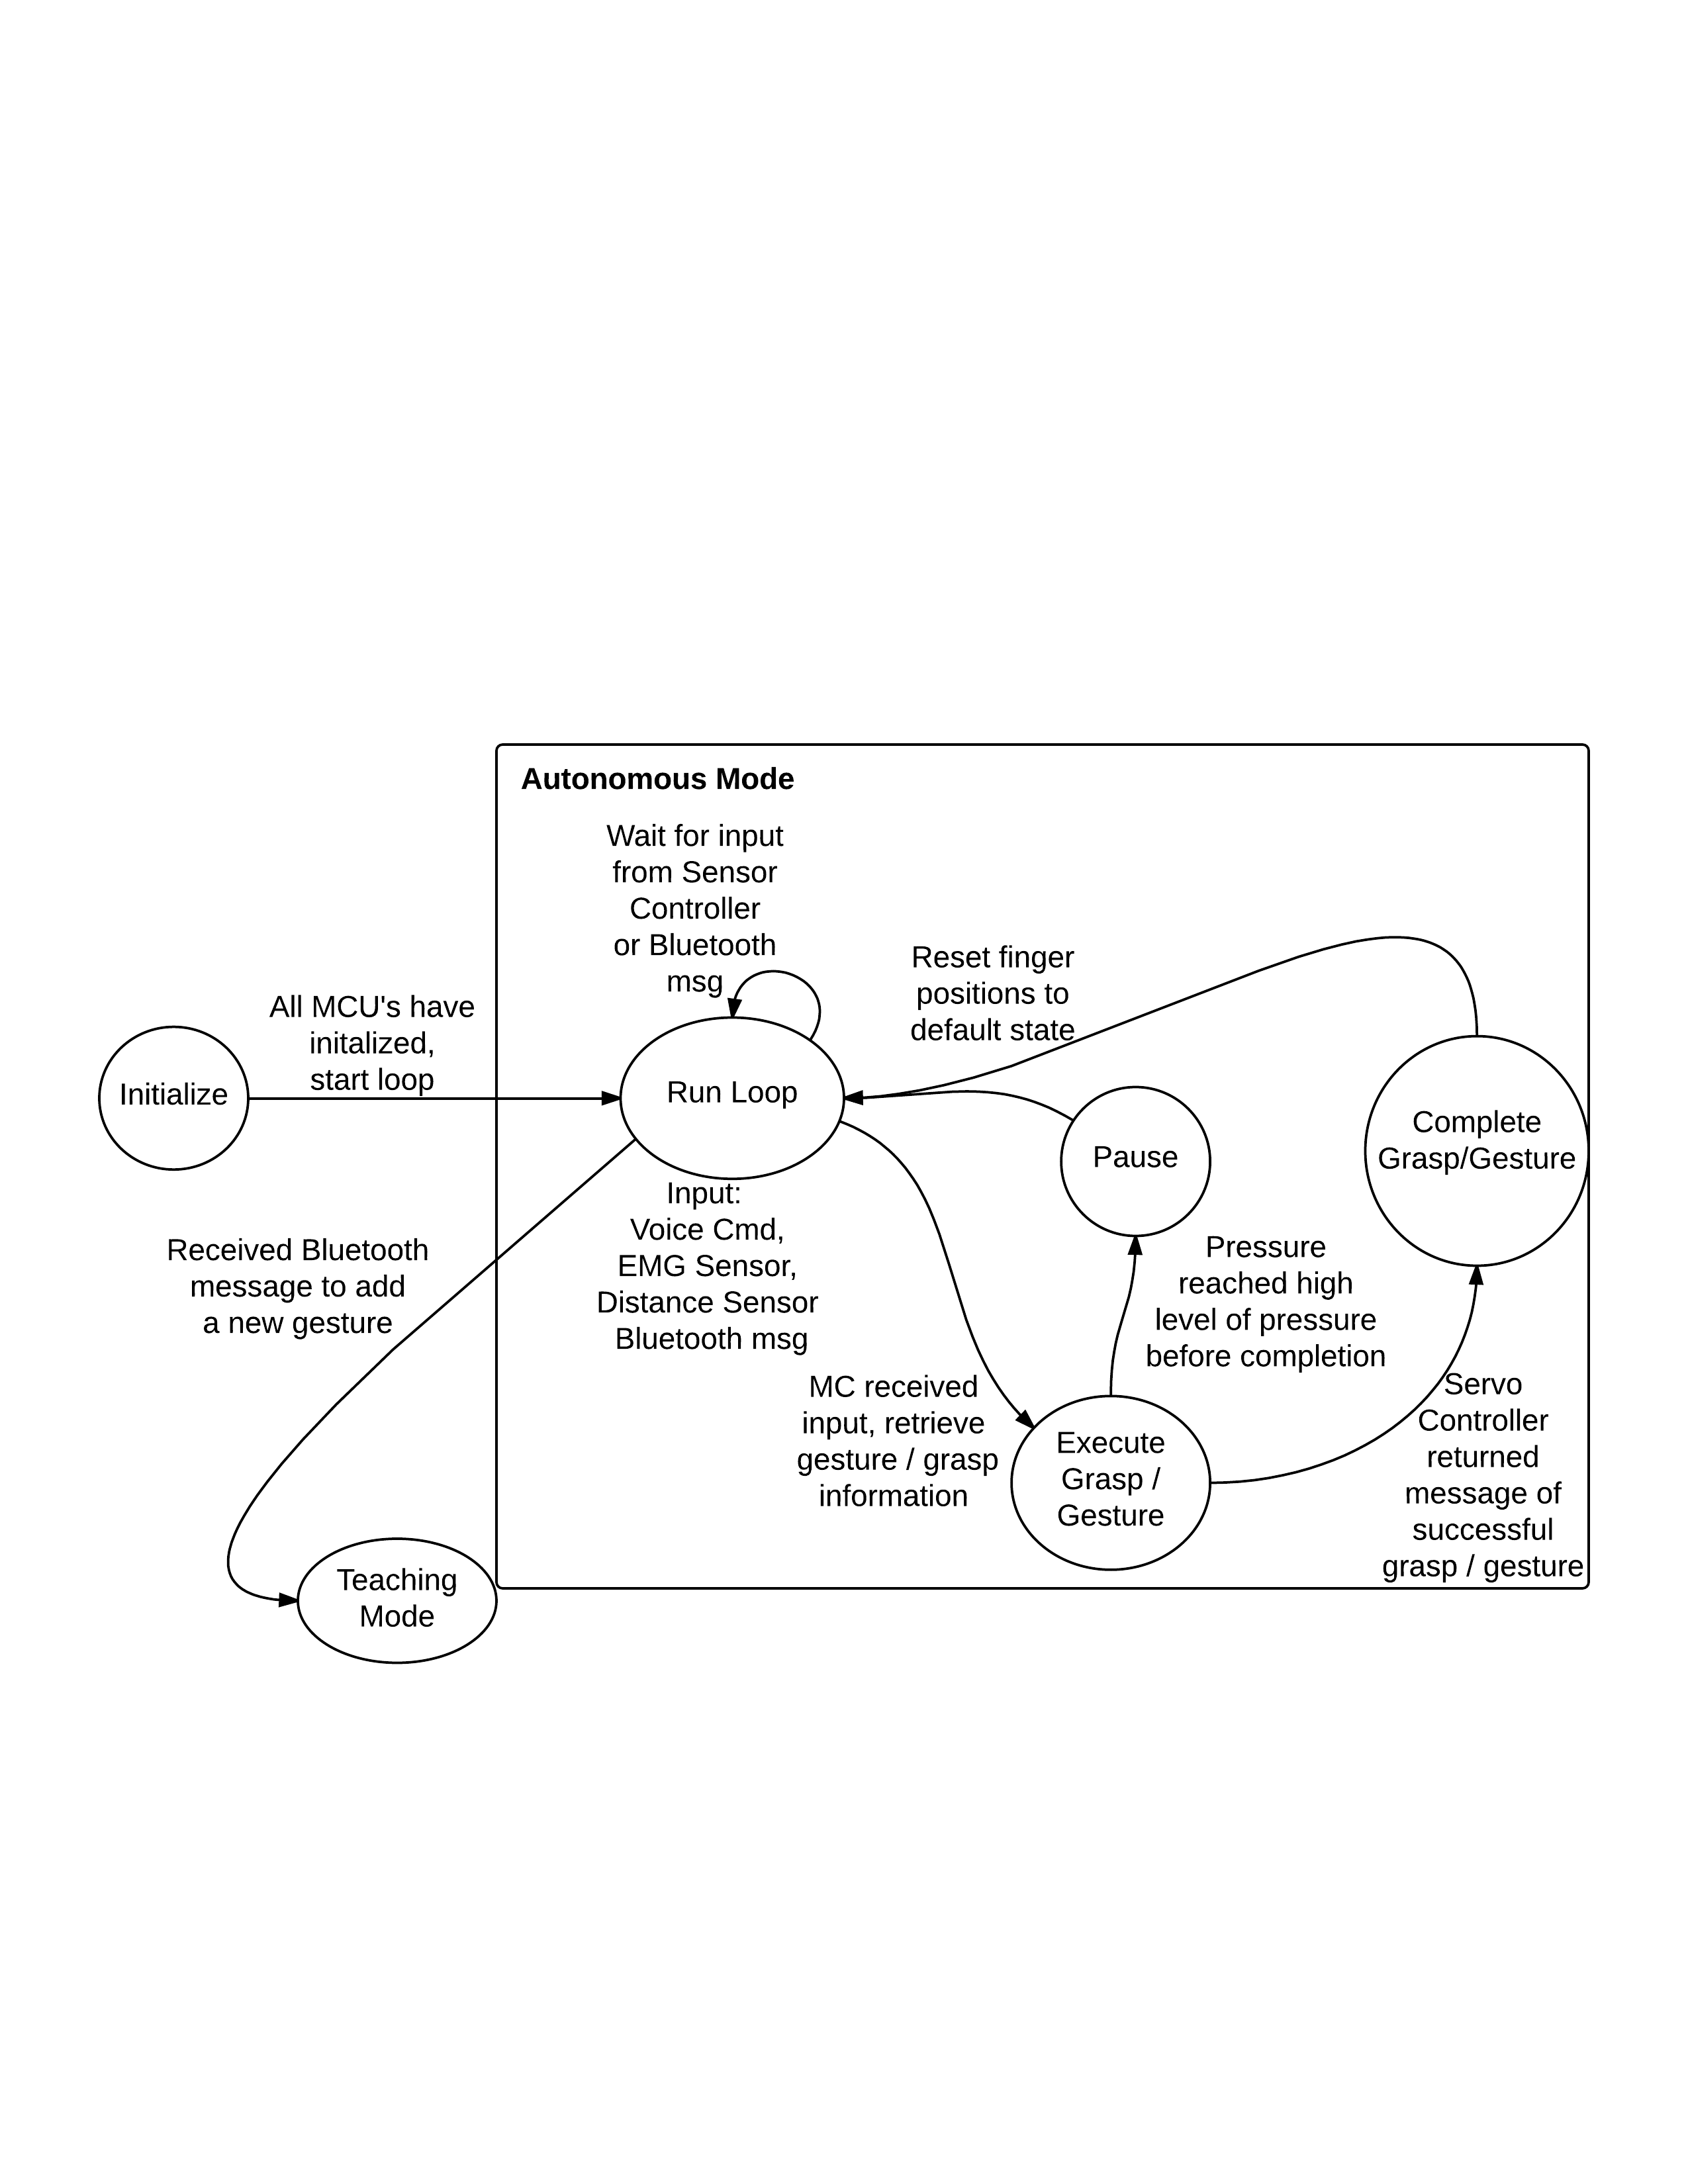 Autonomous Mode
Wait for input
from Sensor
Controller
or Bluetooth
msg
Reset finger
positions to
default state
All MCU's have
initalized,
start loop
Initialize
Run Loop
Pause
Complete
Grasp/Gesture
Input:
Voice Cmd,
EMG Sensor,
Distance Sensor
Bluetooth msg
Received Bluetooth
message to add
a new gesture
Pressure
reached high
level of pressure
before completion
MC received
input, retrieve
gesture / grasp
information
Execute
Grasp /
Gesture
Servo
Controller
returned
message of
successful
grasp / gesture
Teaching
Mode